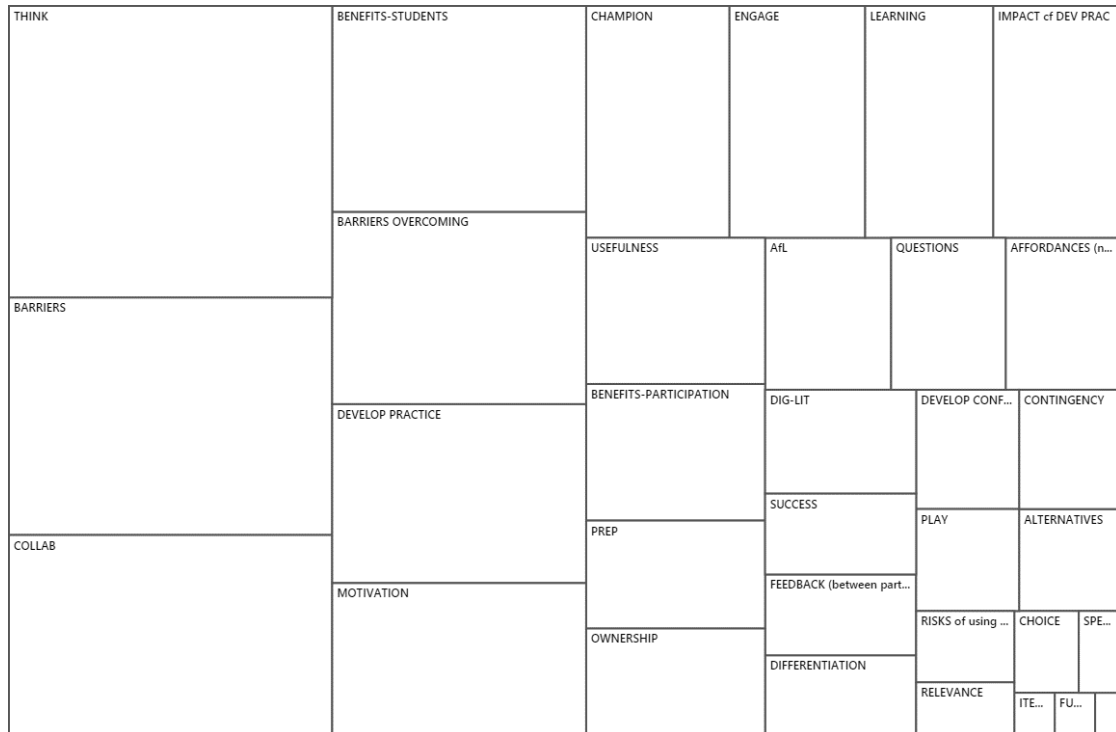 THINK
BENEFITS-STUDENTS
CHAMPION
ENGAGE
LEARNING
IMPACT cf DEV PRAC
BARRIERS OVERCOMING
USEFULNESS
AfL
QUESTIONS
AFFORDANCES (n...
BARRIERS
BENEFITS-PARTICIPATION
DIG-LIT
DEVELOP CONF...
CONTINGENCY
DEVELOP PRACTICE
SUCCESS
PLAY
ALTERNATIVES
PREP
COLLAB
FEEDBACK (between part...
MOTIVATION
RISKS of using ...
CHOICE
SPE...
OWNERSHIP
DIFFERENTIATION
RELEVANCE
ITE...
FU...